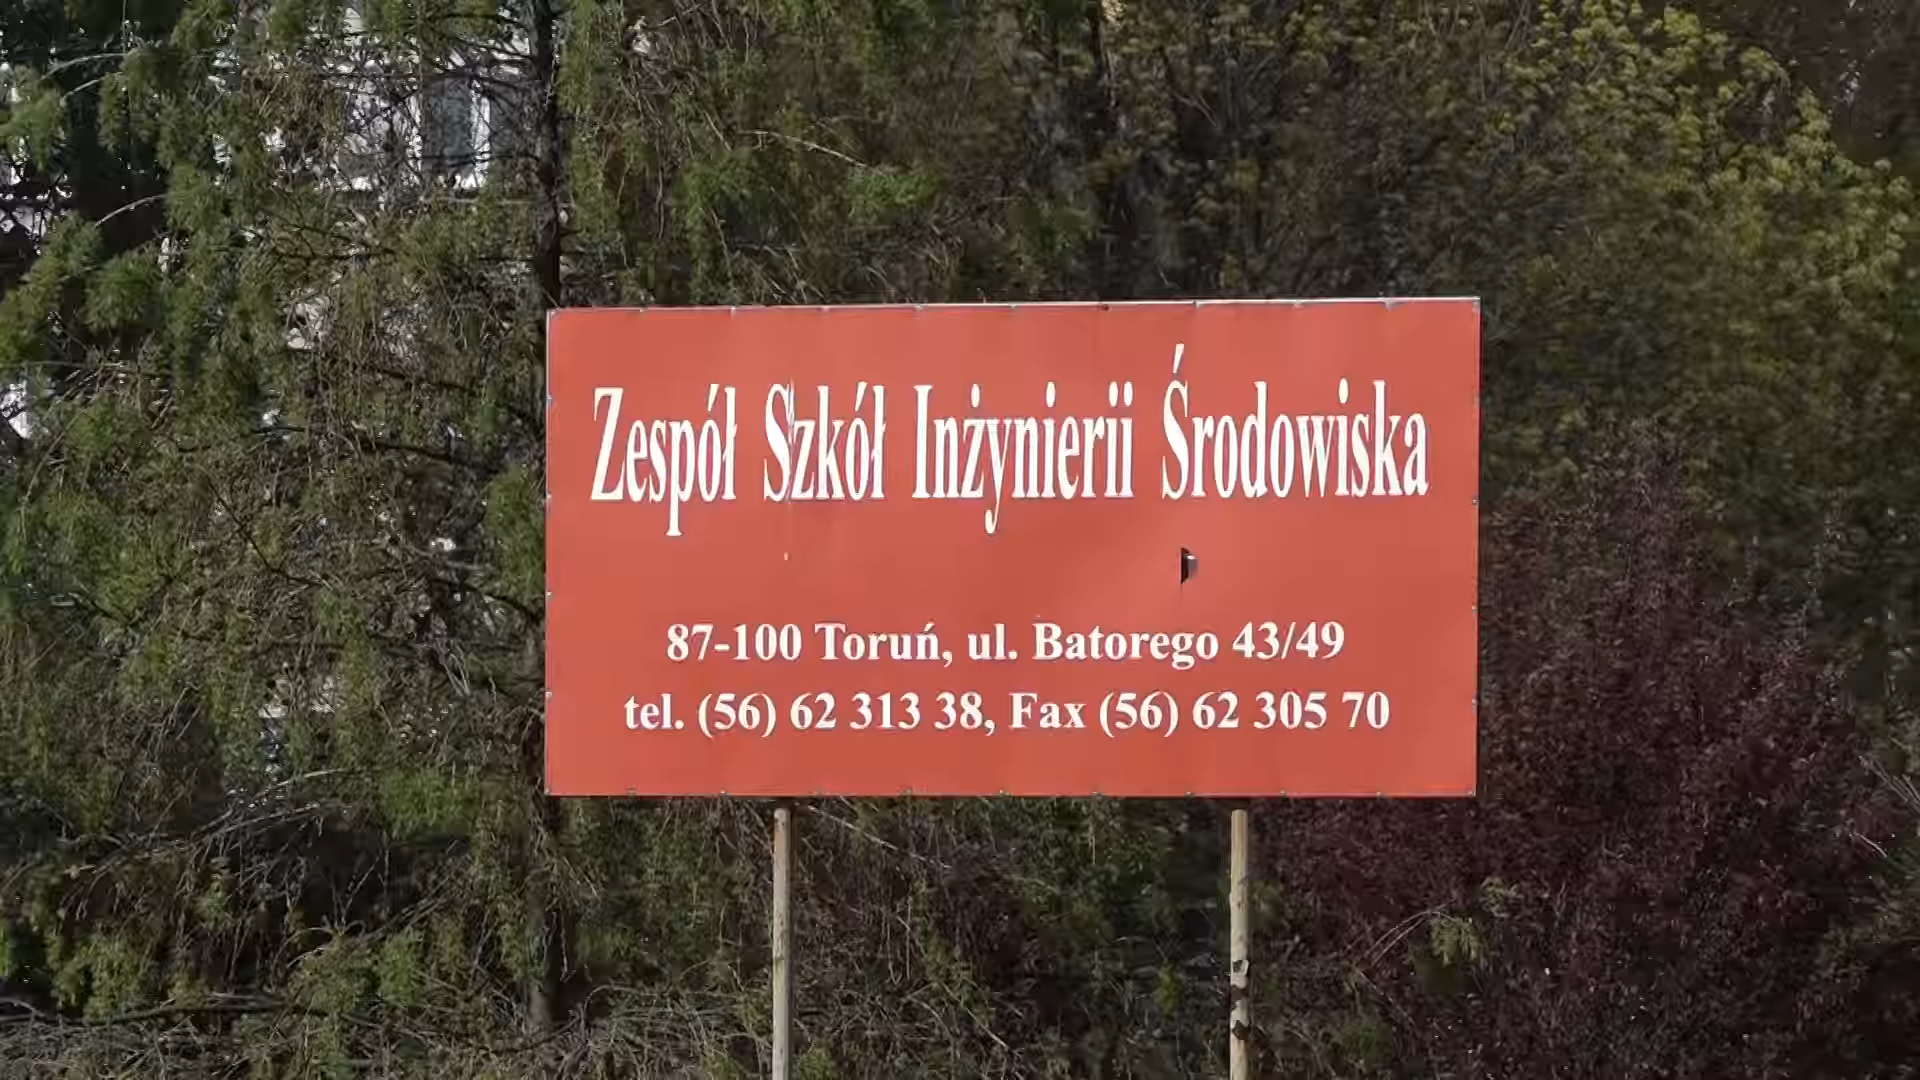 Zespół Szkół Inżynierii Środowiska
87-100 Toruń, ul. Batorego 43/49
tel. (56) 62 313 38, Fax (56) 62 305 70